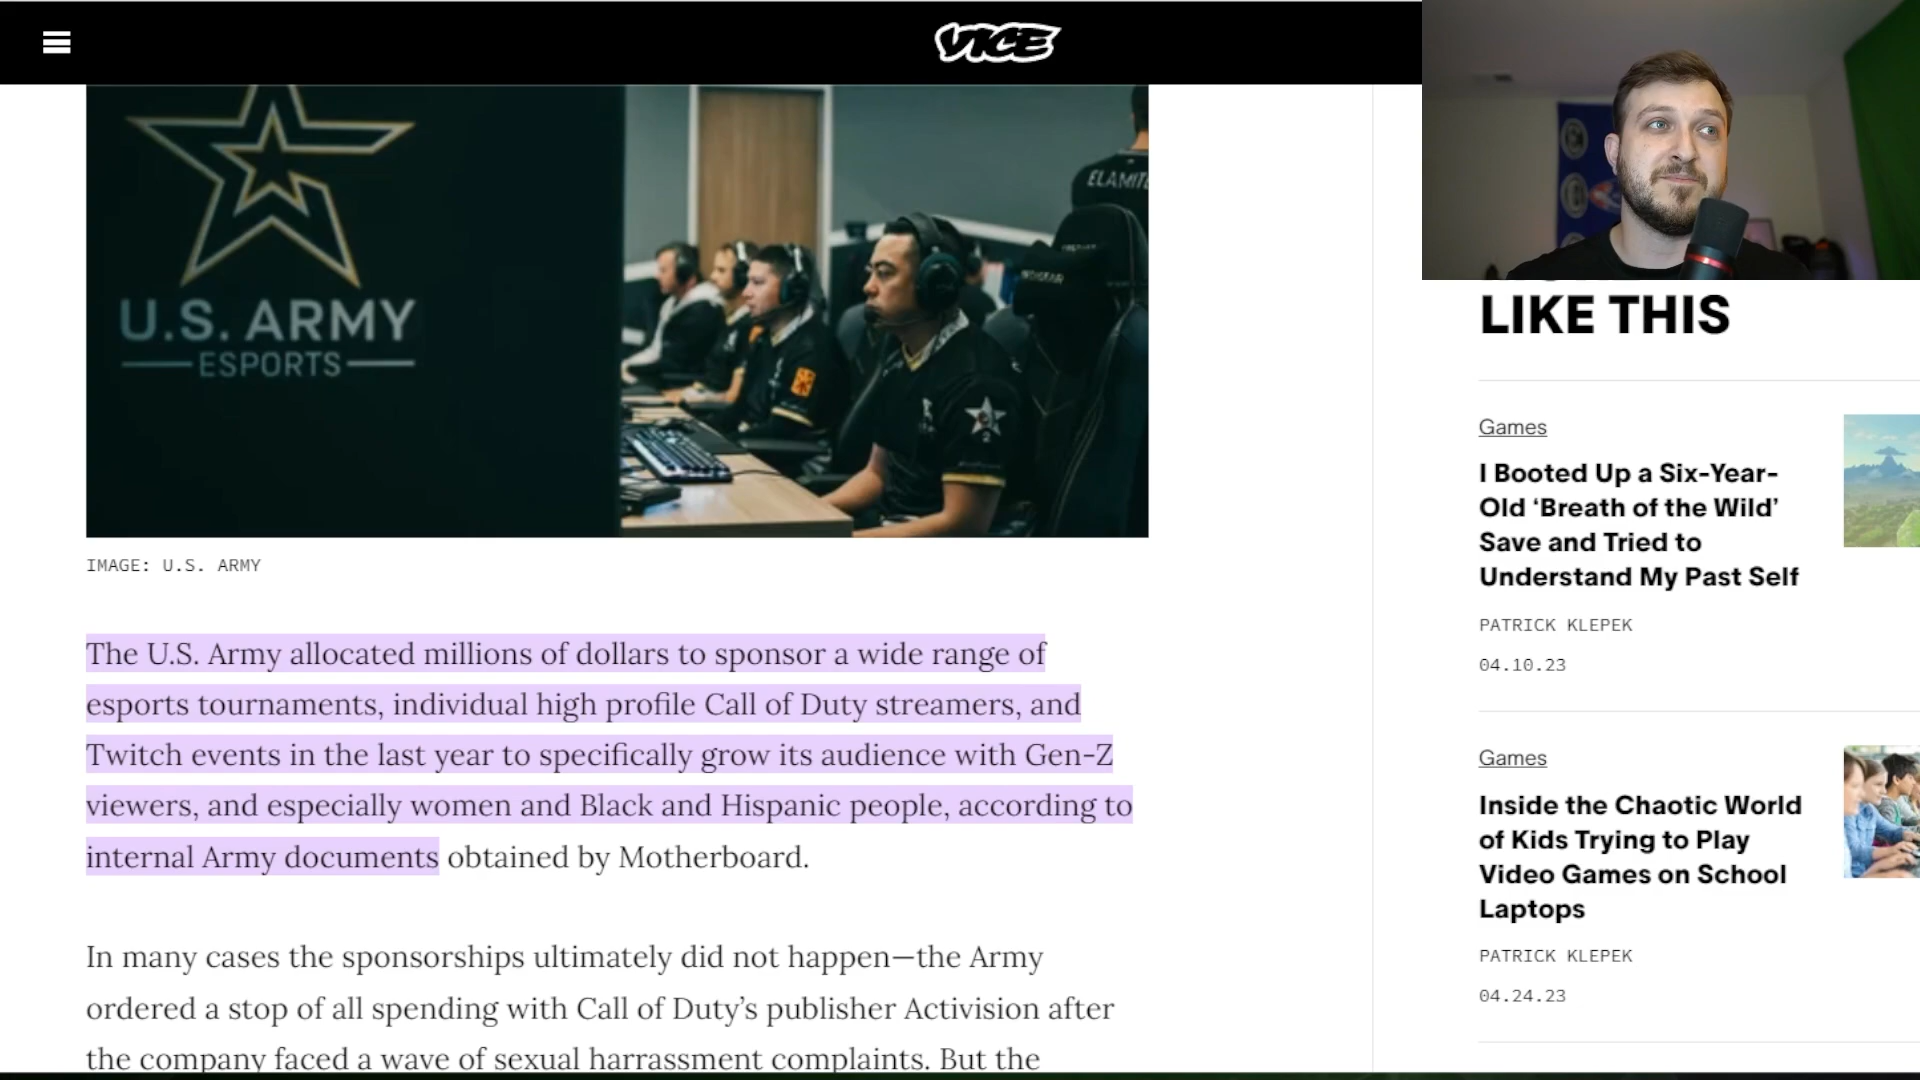 VICE
U.S. ARMY
ESPORTS
ELAMITE
IMAGE: U.S. ARMY
The U.S. Army allocated millions of dollars to sponsor a wide range of
esports tournaments, individual high profile Call of Duty streamers, and
Twitch events in the last year to specifically grow its audience with Gen-Z
viewers, and especially women and Black and Hispanic people, according to
internal Army documents obtained by Motherboard.
In many cases the sponsorships ultimately did not happen—the Army
ordered a stop of all spending with Call of Duty’s publisher Activision after
the company faced a wave of sexual harrassment complaints. But the
LIKE THIS
Games
I Booted Up a Six-Year-
Old ‘Breath of the Wild’
Save and Tried to
Understand My Past Self
PATRICK KLEPEK
04.10.23
Games
Inside the Chaotic World
of Kids Trying to Play
Video Games on School
Laptops
PATRICK KLEPEK
04.24.23